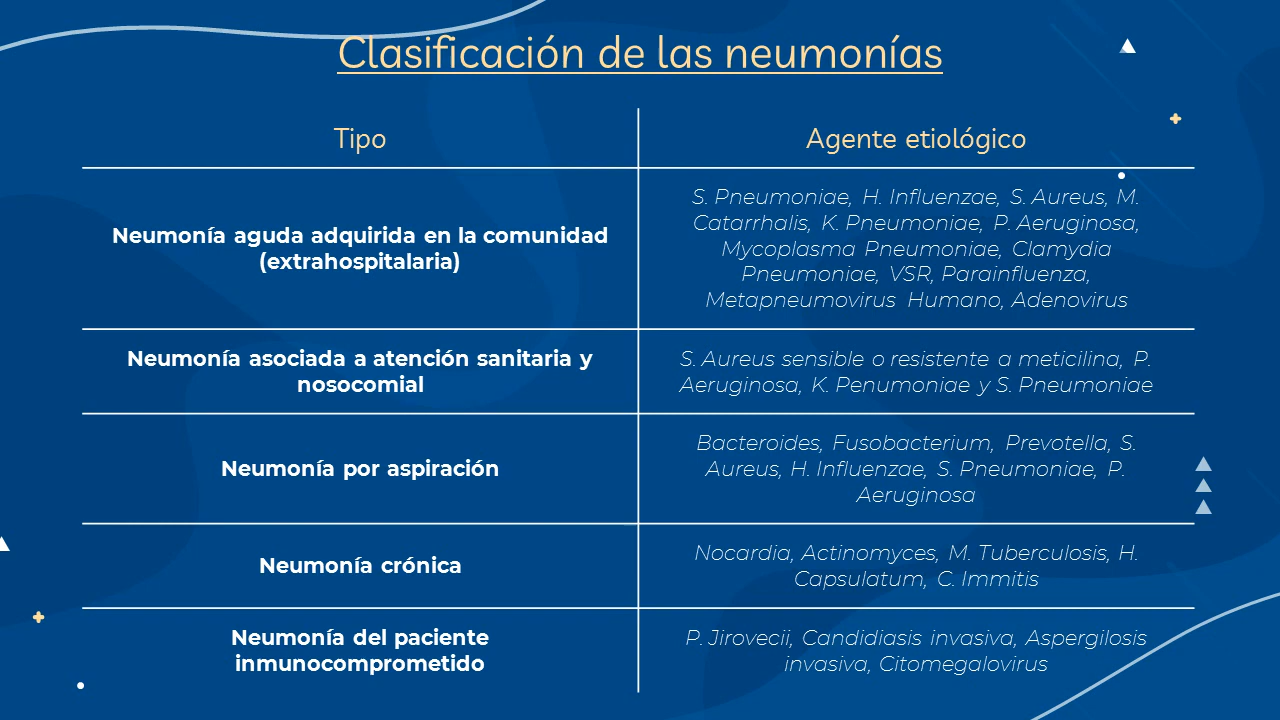 Clasificación de las neumonías
Tipo
Agente etiológico
Neumonía aguda adquirida en la comunidad
(extrahospitalaria)
S. Pneumoniae, H. Influenzae, S. Aureus, M.
Catarrhalis, K. Pneumoniae, P. Aeruginosa,
Mycoplasma Pneumoniae, Clamydia
Pneumoniae, VSR, Parainfluenza,
Metapneumovirus Humano, Adenovirus
Neumonía asociada a atención sanitaria y
nosocomial
S. Aureus sensible o resistente a meticilina, P.
Aeruginosa, K. Penumoniae y S. Pneumoniae
Neumonía por aspiración
Bacteroides, Fusobacterium, Prevotella, S.
Aureus, H. Influenzae, S. Pneumoniae, P.
Aeruginosa
Neumonía crónica
Nocardia, Actinomyces, M. Tuberculosis, H.
Capsulatum, C. Immitis
Neumonía del paciente
inmunocomprometido
P. Jirovecii, Candidiasis invasiva, Aspergilosis
invasiva, Citomegalovirus